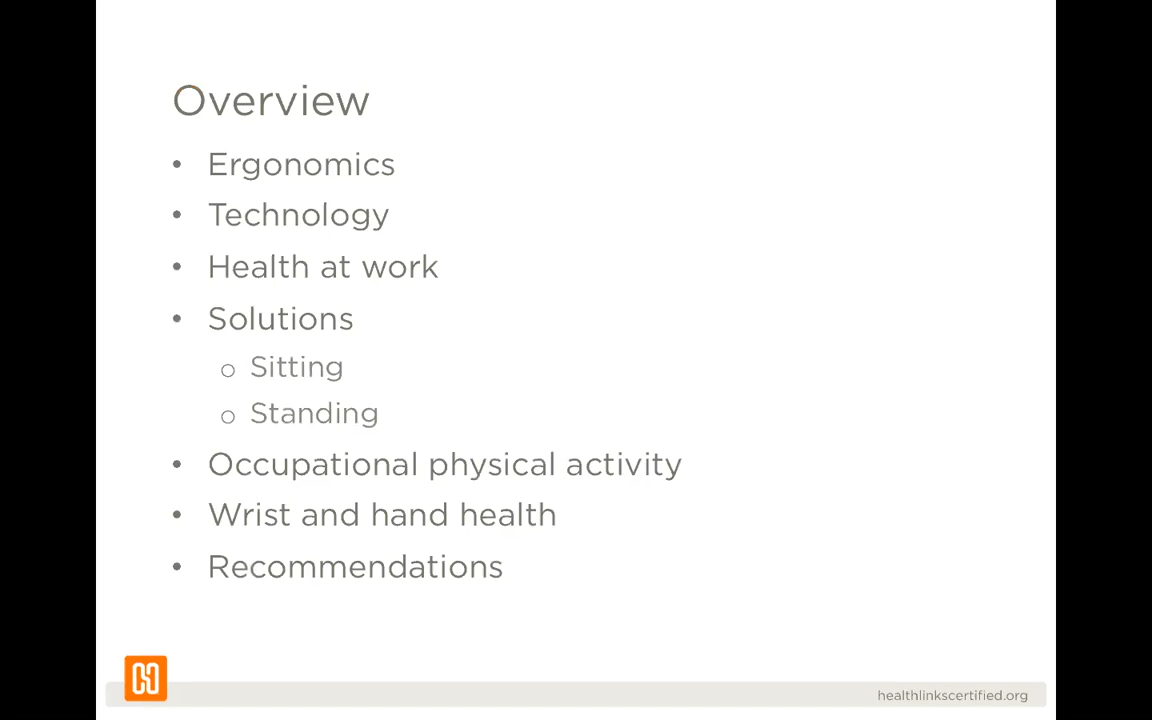 Overview
• Ergonomics
• Technology
• Health at work
• Solutions
o Sitting
o Standing
• Occupational physical activity
• Wrist and hand health
• Recommendations
healthlinkscertified.org